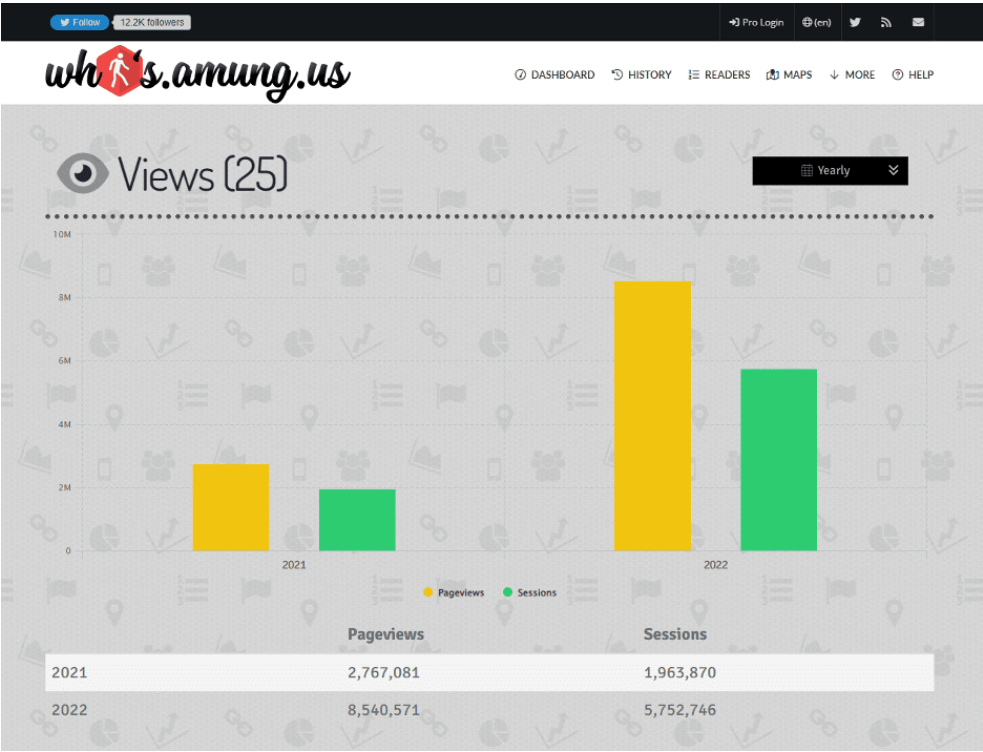 Follow 12.2K followers Pro Login (en)
who's.amung.us DASHBOARD HISTORY READERS MAPS MORE HELP
Views (25) Yearly
10M
8M
6M
4M
2M
0
2021 2022
Pageviews Sessions
Pageviews Sessions
2021 2,767,081 1,963,870
2022 8,540,571 5,752,746